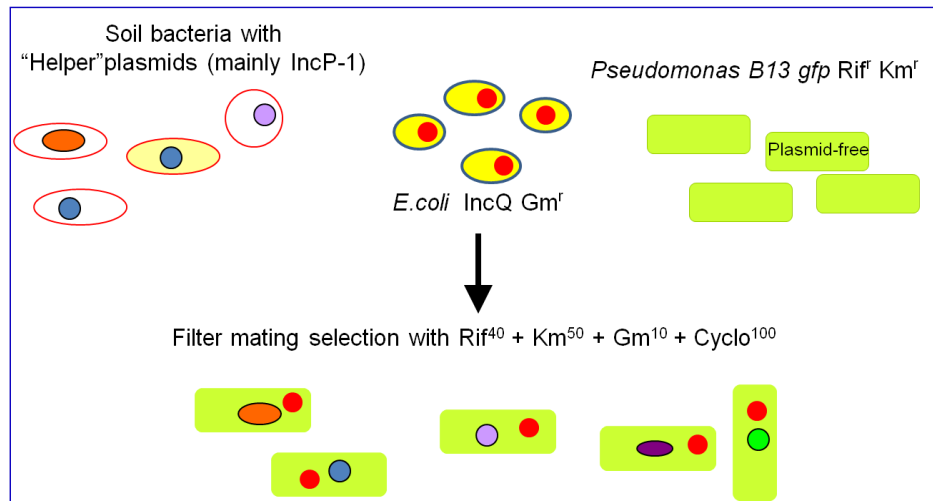 Soil bacteria with
“Helper”plasmids (mainly IncP-1)
Pseudomonas B13 gfp Rifʳ Kmʳ
Plasmid-free
E.coli IncQ Gmʳ
Filter mating selection with Rif⁴⁰ + Km⁵⁰ + Gm¹⁰ + Cyclo¹⁰⁰